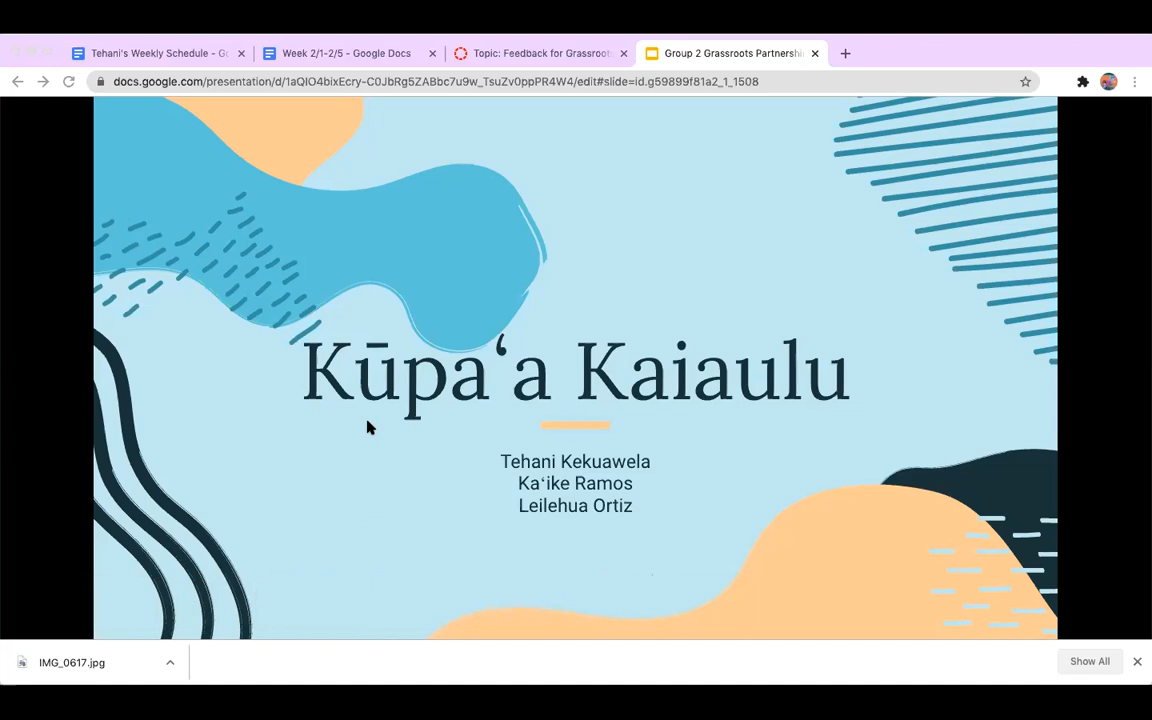 Tehani's Weekly Schedule - Go
Week 2/1-2/5 - Google Docs
Topic: Feedback for Grassroots
Group 2 Grassroots Partnershi
docs.google.com/presentation/d/1aQIO4bixEcry-C0JbRg5ZABbc7u9w_TsuZv0ppPR4W4/edit#slide=id.g59899f81a2_1_1508
Kūpaʻa Kaiaulu
Tehani Kekuawela
Kaʻike Ramos
Leilehua Ortiz
IMG_0617.jpg
Show All